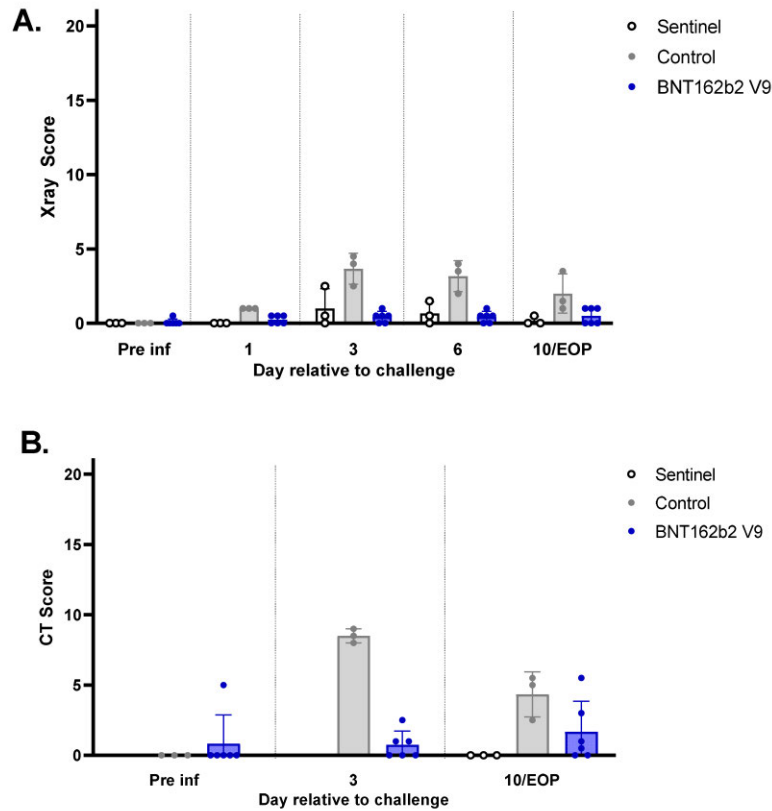 A.
Sentinel
Control
BNT162b2 V9
Xray Score
20
15
10
5
0
Pre inf 1 3 6 10/EOP
Day relative to challenge
B.
Sentinel
Control
BNT162b2 V9
CT Score
20
15
10
5
0
Pre inf 3 10/EOP
Day relative to challenge